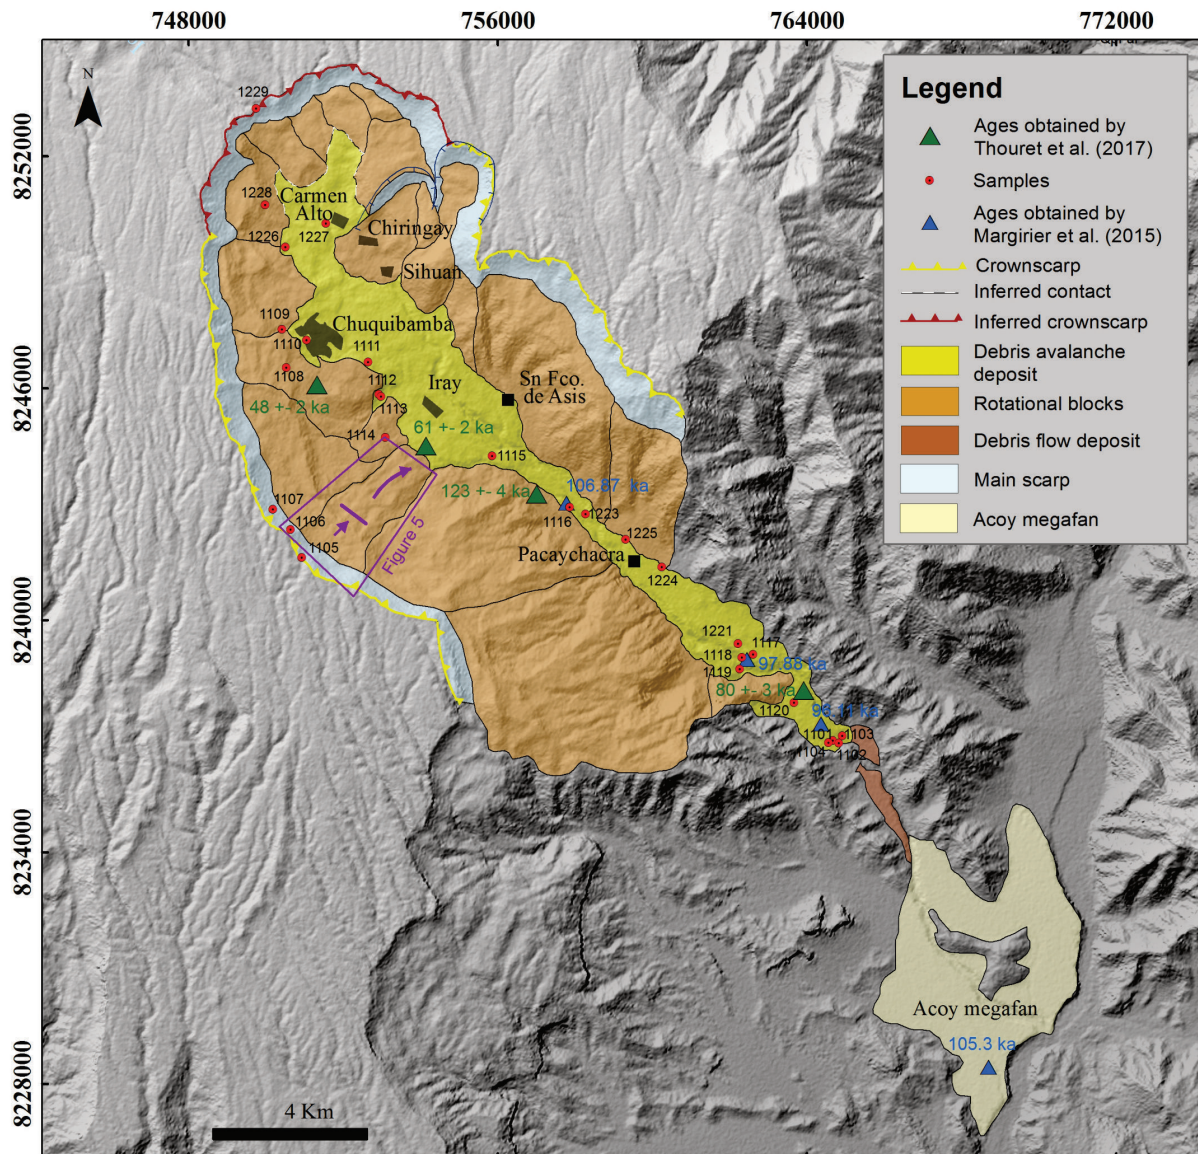 748000 756000 764000 772000
8252000
8246000
8240000
8234000
8228000
N
Legend
Ages obtained by
Thouret et al. (2017)
Samples
Ages obtained by
Margirier et al. (2015)
Crownscarp
Inferred contact
Inferred crownscarp
Debris avalanche
deposit
Rotational blocks
Debris flow deposit
Main scarp
Acoy megafan
1229
1228
Carmen
Alto
1226
1227
Chiringay
Sihuan
1109
Chuquibamba
1110
1111
1108
1112
Iray
Sn Fco.
de Asis
48 +- 2 ka
1113
61 +- 2 ka
1114
1115
123 +- 4 ka
106.87 ka
1107
1116
1223
1106
1225
1105
Figure 5
Pacaychacra
1224
1221
1117
1118
97.88 ka
1119
80 +- 3 ka
1120
1101
1103
1104
1102
Acoy megafan
105.3 ka
4 Km